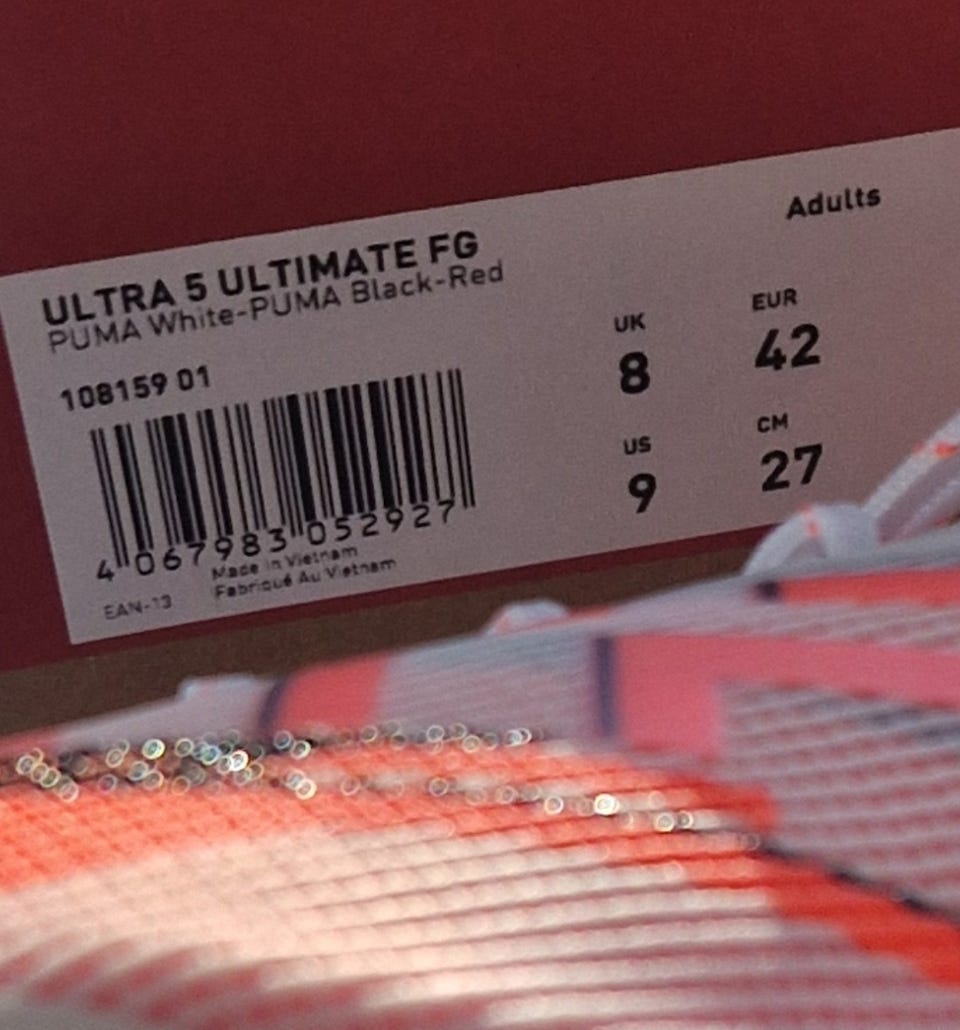 Adults
ULTRA 5 ULTIMATE FG
PUMA White-PUMA Black-Red
108159 01
4 067983 052927
Made in Vietnam
Fabriqué Au Vietnam
EAN-13
UK
8
EUR
42
US
9
CM
27